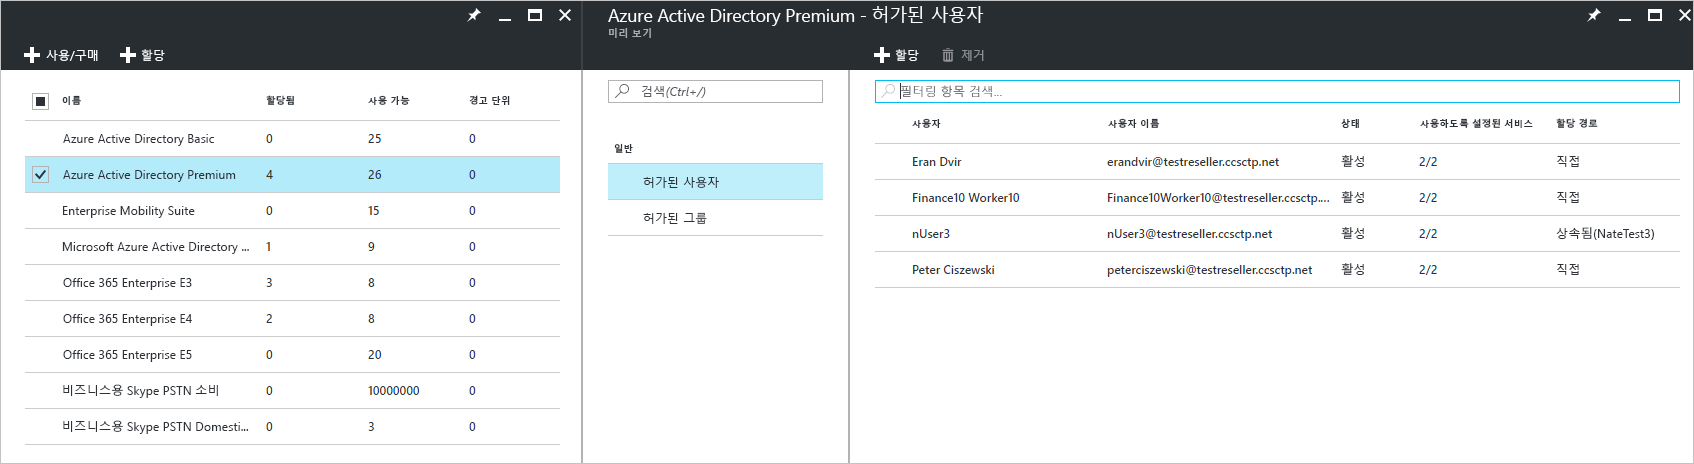 사용/구매 할당
이름 할당됨 사용 가능 경고 단위
Azure Active Directory Basic 0 25 0
Azure Active Directory Premium 4 26 0
Enterprise Mobility Suite 0 15 0
Microsoft Azure Active Directory ... 1 9 0
Office 365 Enterprise E3 3 8 0
Office 365 Enterprise E4 2 8 0
Office 365 Enterprise E5 0 20 0
비즈니스용 Skype PSTN 소비 0 10000000 0
비즈니스용 Skype PSTN Domesti... 0 3 0
Azure Active Directory Premium - 허가된 사용자
미리 보기
검색(Ctrl+/)
일반
허가된 사용자
허가된 그룹
할당 제거
필터링 항목 검색...
사용자 사용자 이름 상태 사용하도록 설정된 서비스 할당 경로
Eran Dvir erandvir@testreseller.ccsctp.net 활성 2/2 직접
Finance10 Worker10 Finance10Worker10@testreseller.ccsctp.... 활성 2/2 직접
nUser3 nUser3@testreseller.ccsctp.net 활성 2/2 상속됨(NateTest3)
Peter Ciszewski peterciszewski@testreseller.ccsctp.net 활성 2/2 직접